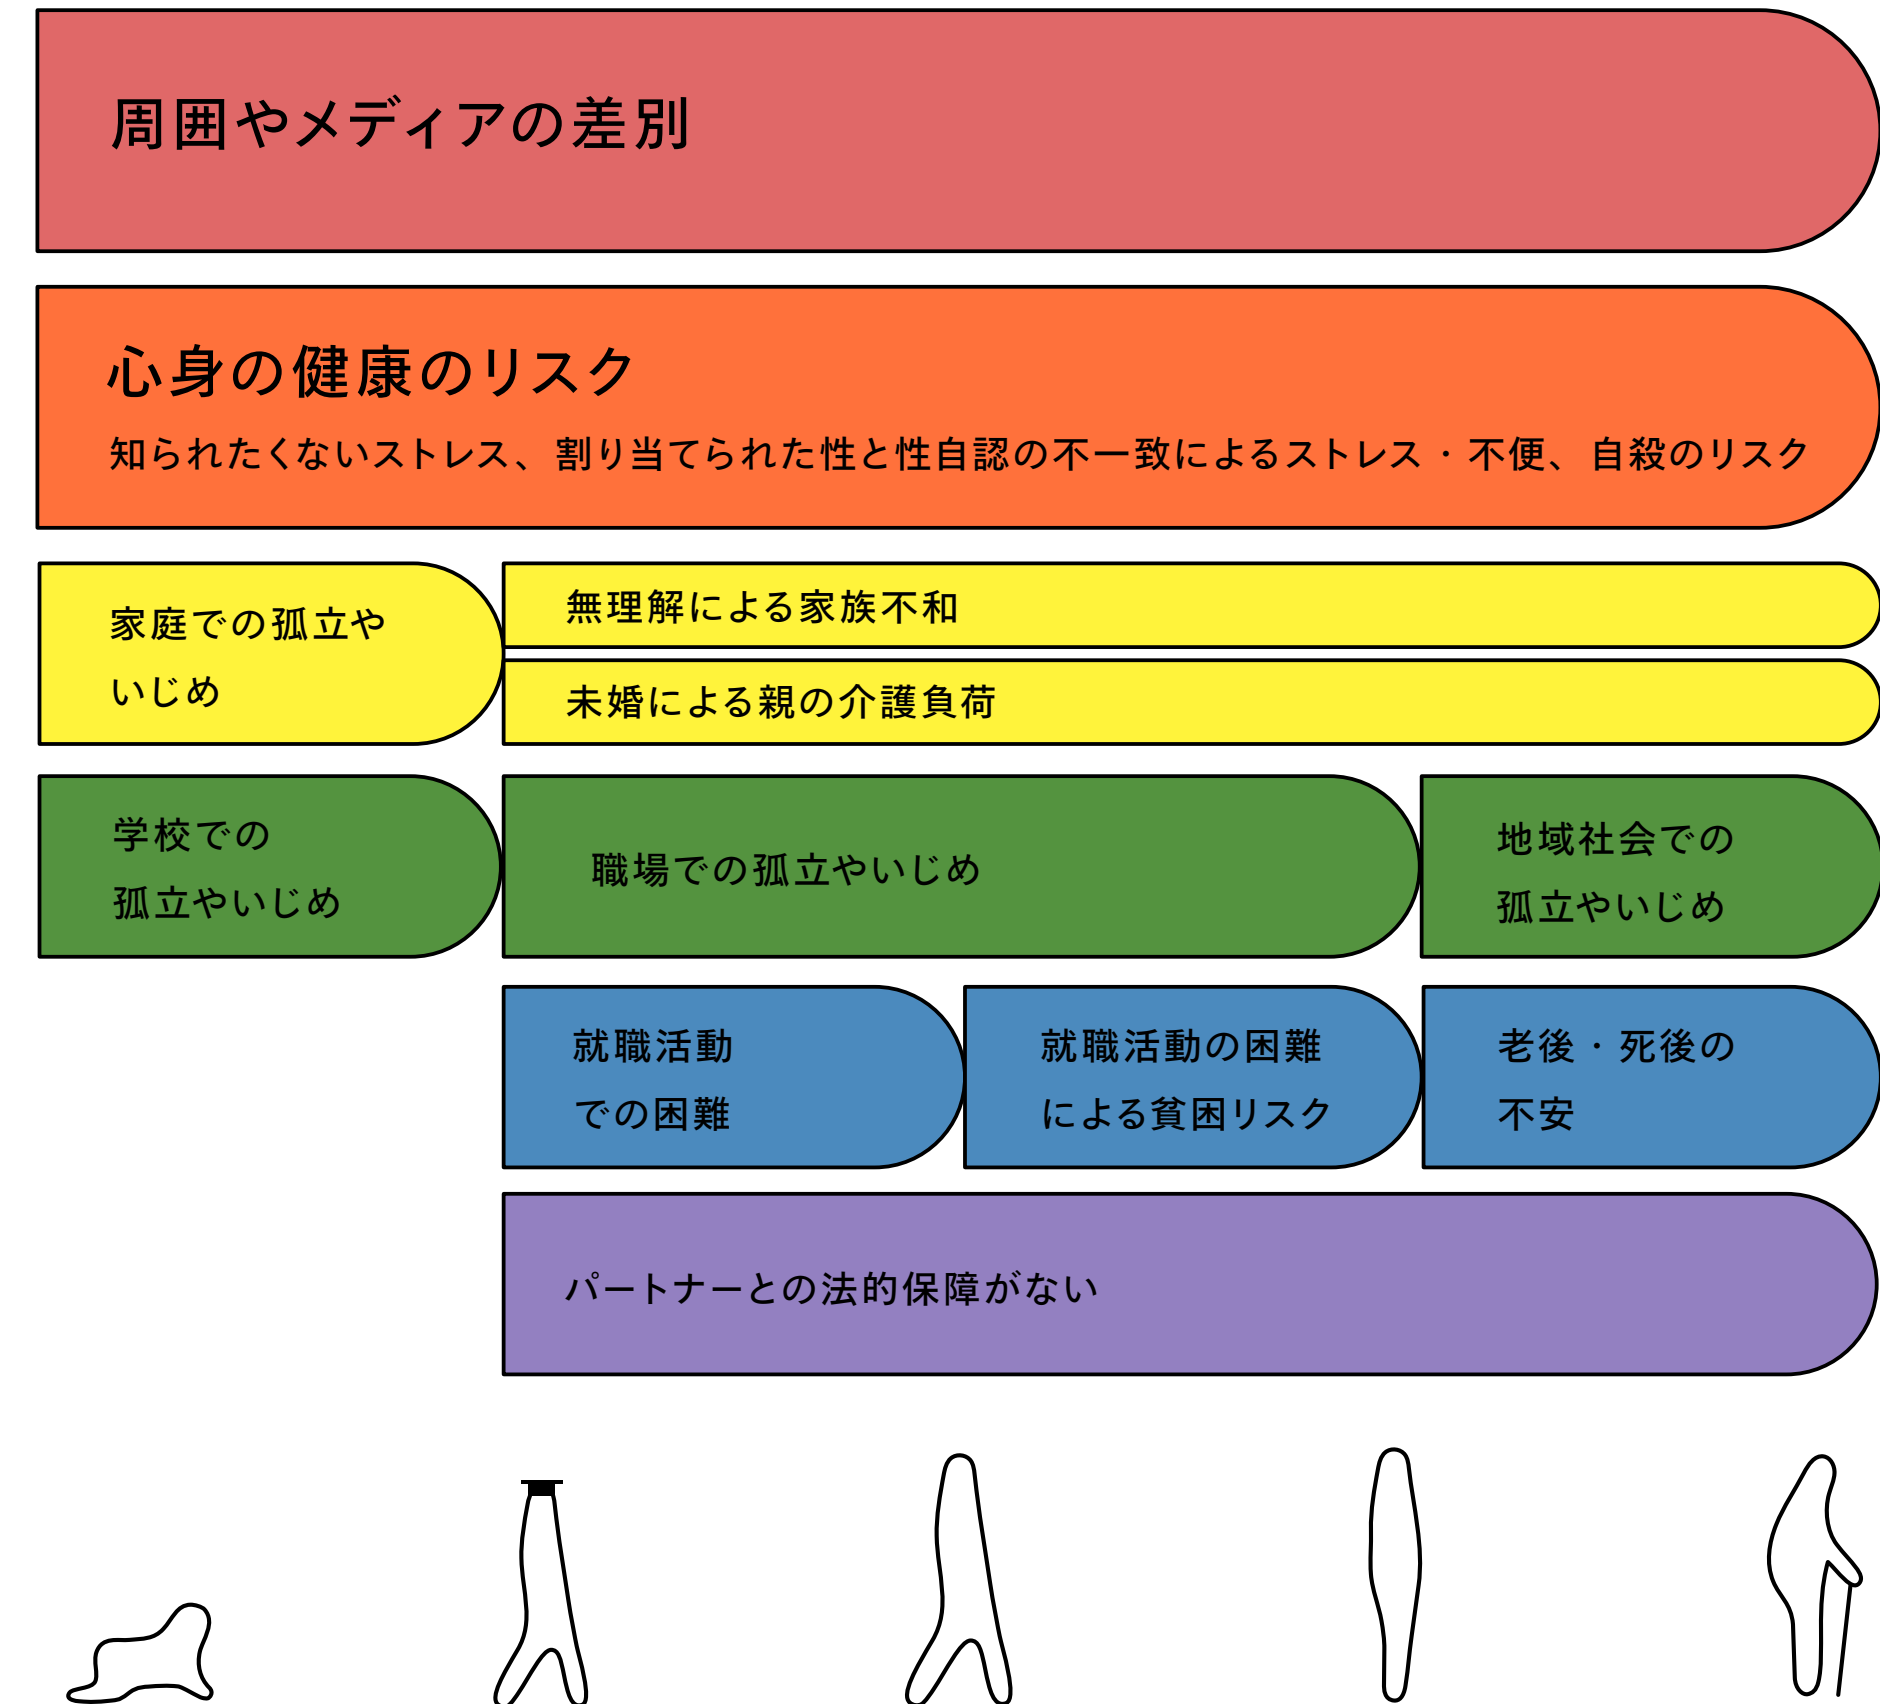 周囲やメディアの差別
心身の健康のリスク
知られたくないストレス、割り当てられた性と性自認の不一致によるストレス・不便、自殺のリスク
家庭での孤立や
いじめ
無理解による家族不和
未婚による親の介護負荷
学校での
孤立やいじめ
職場での孤立やいじめ
地域社会での
孤立やいじめ
就職活動
での困難
就職活動の困難
による貧困リスク
老後・死後の
不安
パートナーとの法的保障がない